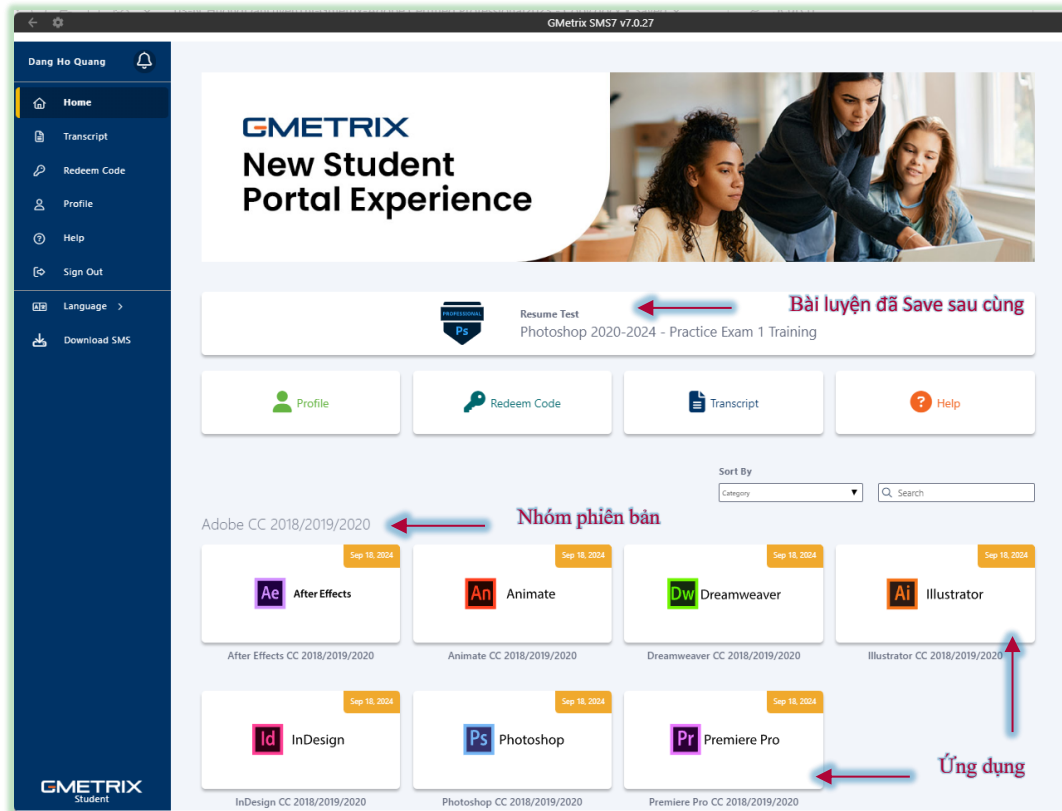 GMetrix SMS7 v7.0.27
Dang Ho Quang
Home
Transcript
Redeem Code
Profile
Help
Sign Out
Language >
Download SMS
GMETRIX
Student
GMETRIX
New Student
Portal Experience
PROFESSIONAL
Ps
Resume Test
Photoshop 2020-2024 - Practice Exam 1 Training
Bài luyện đã Save sau cùng
Profile
Redeem Code
Transcript
Help
Sort By
Category
Search
Adobe CC 2018/2019/2020
Nhóm phiên bản
Sep 18, 2024
Ae After Effects
After Effects CC 2018/2019/2020
Sep 18, 2024
An Animate
Animate CC 2018/2019/2020
Sep 18, 2024
Dw Dreamweaver
Dreamweaver CC 2018/2019/2020
Sep 18, 2024
Ai Illustrator
Illustrator CC 2018/2019/2020
Sep 18, 2024
Id InDesign
InDesign CC 2018/2019/2020
Sep 18, 2024
Ps Photoshop
Photoshop CC 2018/2019/2020
Sep 18, 2024
Pr Premiere Pro
Premiere Pro CC 2018/2019/2020
Ứng dụng